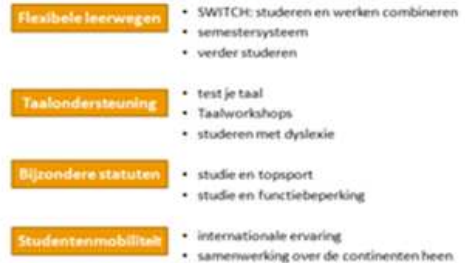 Flexibele leerwegen
• SWITCH: studeren en werken combineren
• semestersysteem
• verder studeren
Taalondersteuning
• test je taal
• Taalworkshops
• studeren met dyslexie
Bijzondere statuten
• studie en topsport
• studie en functiebeperking
Studentenmobiliteit
• internationale ervaring
• samenwerking over de continenten heen